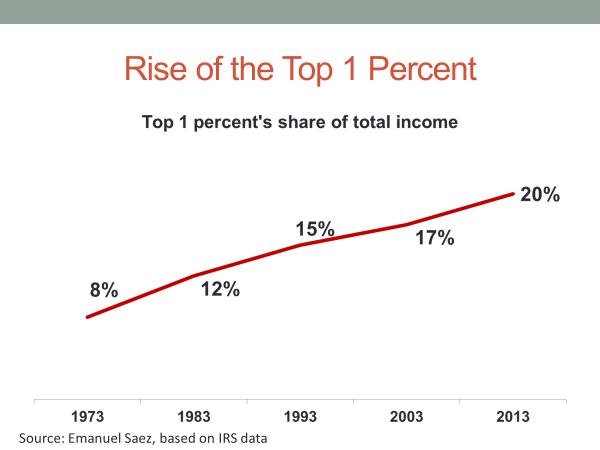 Rise of the Top 1 Percent
Top 1 percent's share of total income
8%
12%
15%
17%
20%
1973 1983 1993 2003 2013
Source: Emanuel Saez, based on IRS data